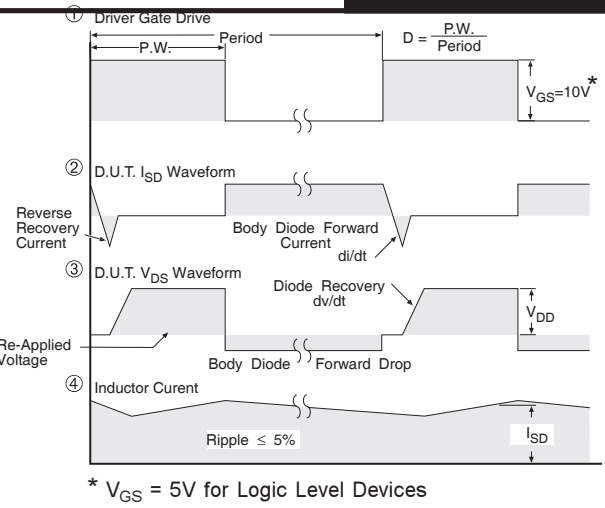 ① Driver Gate Drive
P.W.
Period
D = P.W.
Period
VGS=10V*
② D.U.T. ISD Waveform
Reverse
Recovery
Current
Body Diode Forward
Current
di/dt
③ D.U.T. VDS Waveform
Diode Recovery
dv/dt
VDD
Re-Applied
Voltage
Body Diode Forward Drop
④ Inductor Curent
Ripple ≤ 5%
ISD
* VGS = 5V for Logic Level Devices